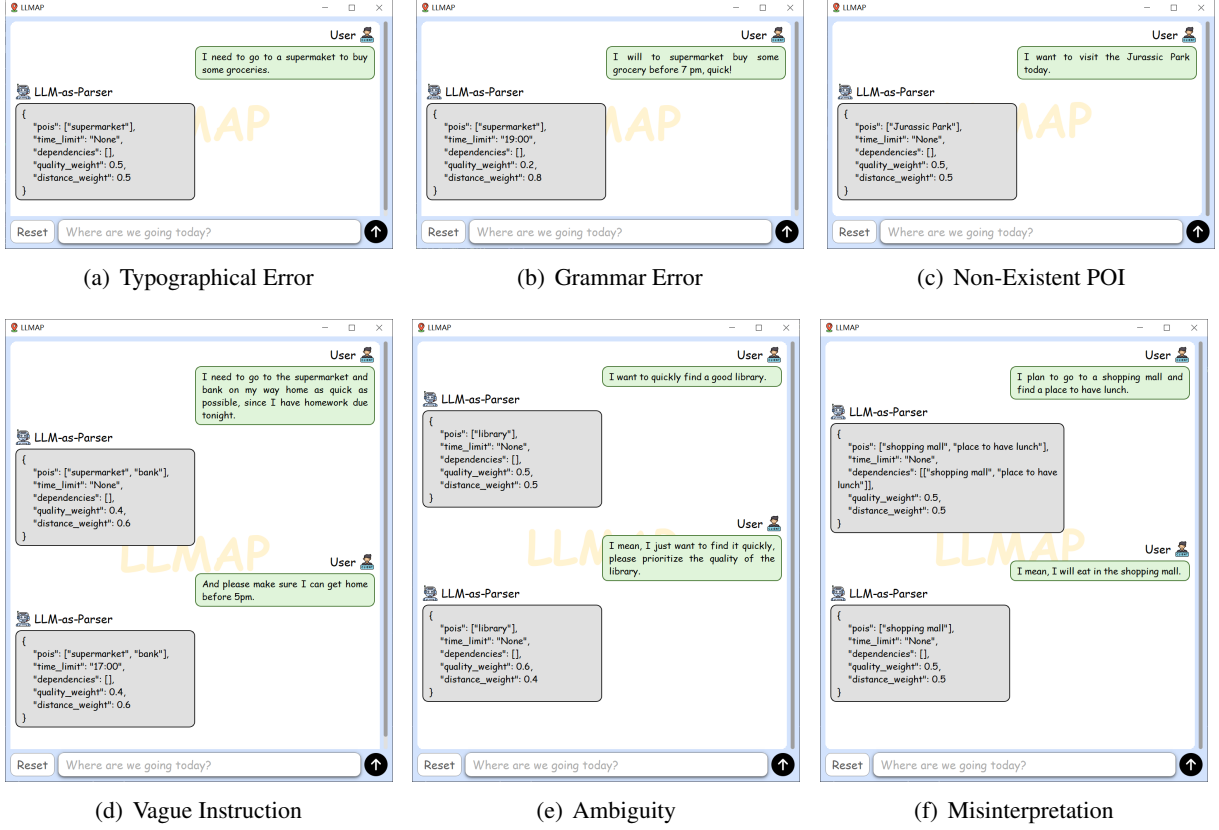 LLMAP
User
I need to go to a supermaket to buy
some groceries.
LLM-as-Parser
{
"pois": ["supermarket"],
"time_limit": "None",
"dependencies": [],
"quality_weight": 0.5,
"distance_weight": 0.5
}
LLMAP
Reset
Where are we going today?
(a) Typographical Error
LLMAP
User
I will to supermarket buy some
grocery before 7 pm, quick!
LLM-as-Parser
{
"pois": ["supermarket"],
"time_limit": "19:00",
"dependencies": [],
"quality_weight": 0.2,
"distance_weight": 0.8
}
MAP
Reset
Where are we going today?
(b) Grammar Error
LLMAP
User
I want to visit the Jurassic Park
today.
LLM-as-Parser
{
"pois": ["Jurassic Park"],
"time_limit": "None",
"dependencies": [],
"quality_weight": 0.5,
"distance_weight": 0.5
}
AP
Reset
Where are we going today?
(c) Non-Existent POI
LLMAP
User
I need to go to the supermarket and
bank on my way home as quick as
possible, since I have homework due
tonight.
LLM-as-Parser
{
"pois": ["supermarket", "bank"],
"time_limit": "None",
"dependencies": [],
"quality_weight": 0.4,
"distance_weight": 0.6
}
LLMAP
User
And please make sure I can get home
before 5pm.
LLM-as-Parser
{
"pois": ["supermarket", "bank"],
"time_limit": "17:00",
"dependencies": [],
"quality_weight": 0.4,
"distance_weight": 0.6
}
Reset
Where are we going today?
(d) Vague Instruction
LLMAP
User
I want to quickly find a good library.
LLM-as-Parser
{
"pois": ["library"],
"time_limit": "None",
"dependencies": [],
"quality_weight": 0.5,
"distance_weight": 0.5
}
LLMAP
User
I mean, I just want to find it quickly,
please prioritize the quality of the
library.
LLM-as-Parser
{
"pois": ["library"],
"time_limit": "None",
"dependencies": [],
"quality_weight": 0.6,
"distance_weight": 0.4
}
Reset
Where are we going today?
(e) Ambiguity
LLMAP
User
I plan to go to a shopping mall and
find a place to have lunch.
LLM-as-Parser
{
"pois": ["shopping mall", "place to have lunch"],
"time_limit": "None",
"dependencies": [["shopping mall", "place to have
lunch"]],
"quality_weight": 0.5,
"distance_weight": 0.5
}
LLMAP
User
I mean, I will eat in the shopping mall.
LLM-as-Parser
{
"pois": ["shopping mall"],
"time_limit": "None",
"dependencies": [],
"quality_weight": 0.5,
"distance_weight": 0.5
}
Reset
Where are we going today?
(f) Misinterpretation